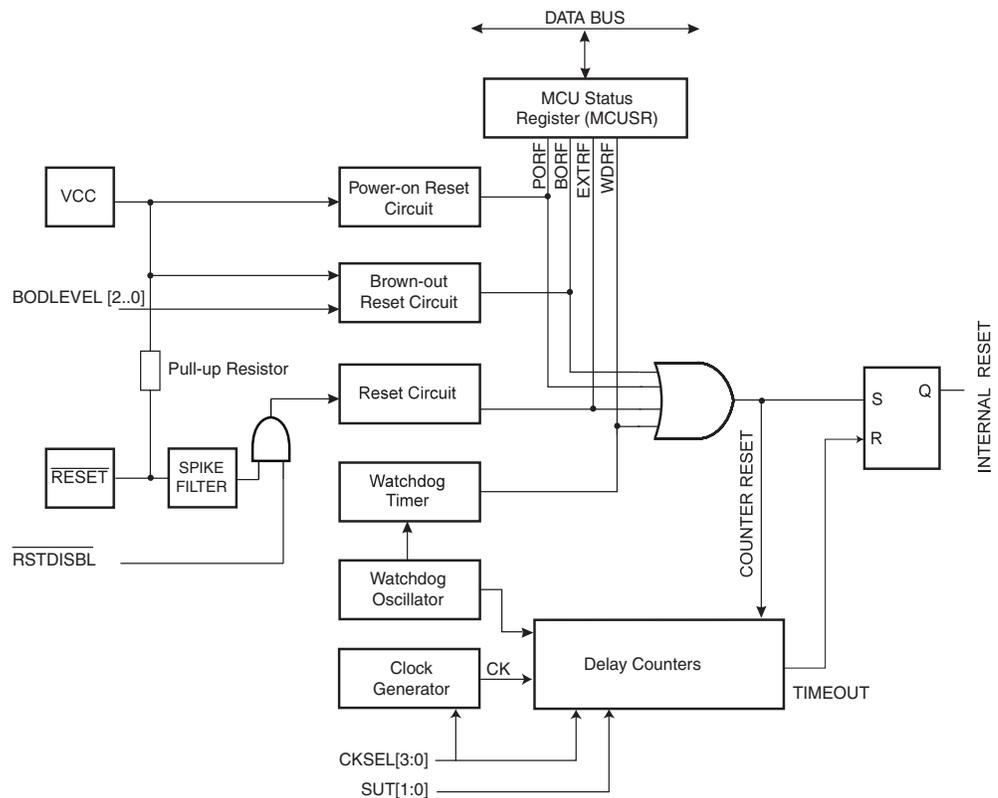 DATA BUS
MCU Status
Register (MCUSR)
PORF
BORF
EXTRF
WDRF
VCC
Power-on Reset
Circuit
BODLEVEL [2..0]
Brown-out
Reset Circuit
Pull-up Resistor
Reset Circuit
S
Q
R
INTERNAL RESET
RESET
SPIKE
FILTER
Watchdog
Timer
COUNTER RESET
RSTDISBL
Watchdog
Oscillator
Clock
Generator
CK
Delay Counters
TIMEOUT
CKSEL[3:0]
SUT[1:0]